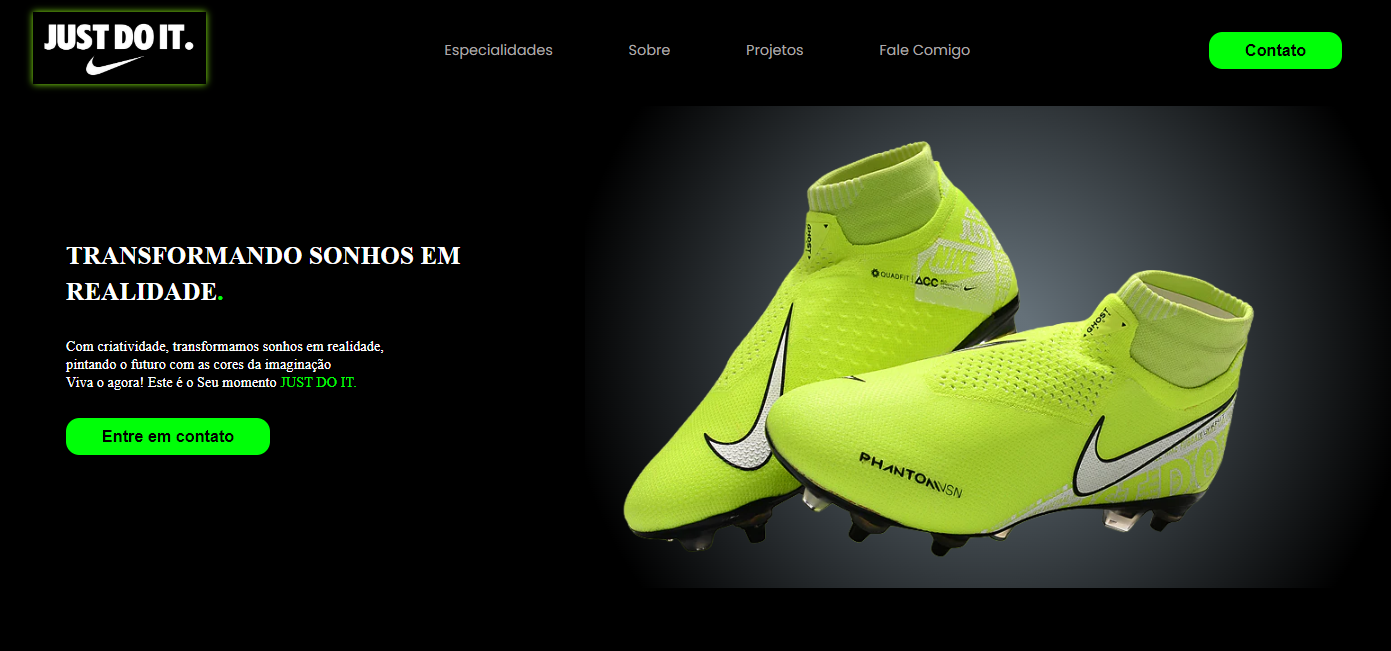 JUST DO IT.
Especialidades
Sobre
Projetos
Fale Comigo
Contato
TRANSFORMANDO SONHOS EM
REALIDADE.
Com criatividade, transformamos sonhos em realidade,
pintando o futuro com as cores da imaginação
Viva o agora! Este é o Seu momento JUST DO IT.
Entre em contato
GHOST
NIKE
QUADFIT
ACC
GHOST
PHANTOMVSN